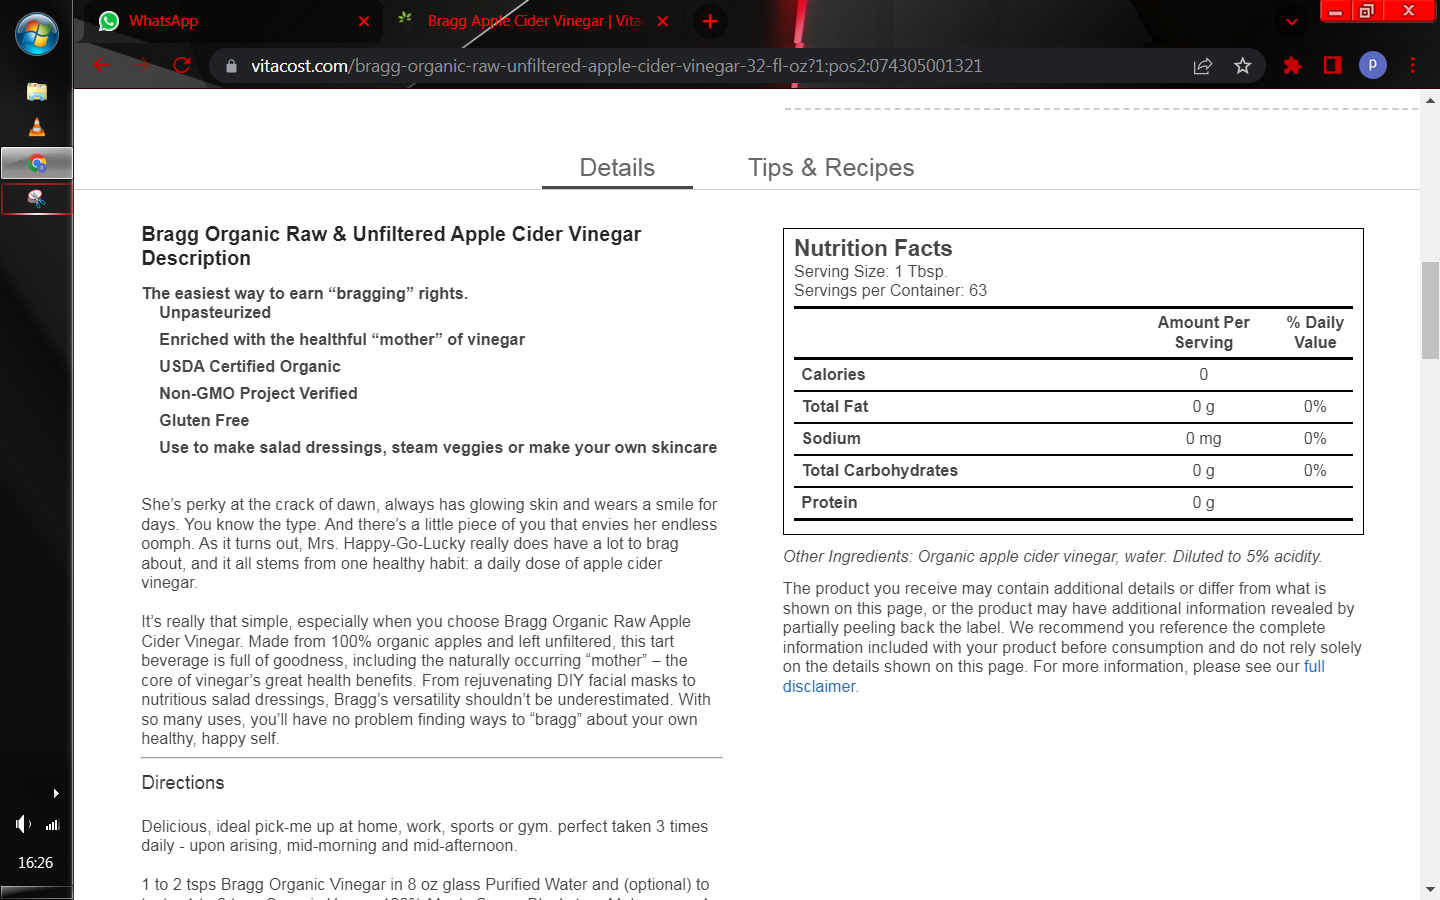 WhatsApp
Bragg Apple Cider Vinegar | Vita
vitacost.com/bragg-organic-raw-unfiltered-apple-cider-vinegar-32-fl-oz?1:pos2:074305001321
p
Details
Tips & Recipes
Bragg Organic Raw & Unfiltered Apple Cider Vinegar
Description
The easiest way to earn “bragging” rights.
Unpasteurized
Enriched with the healthful “mother” of vinegar
USDA Certified Organic
Non-GMO Project Verified
Gluten Free
Use to make salad dressings, steam veggies or make your own skincare
She’s perky at the crack of dawn, always has glowing skin and wears a smile for
days. You know the type. And there’s a little piece of you that envies her endless
oomph. As it turns out, Mrs. Happy-Go-Lucky really does have a lot to brag
about, and it all stems from one healthy habit: a daily dose of apple cider
vinegar.
It’s really that simple, especially when you choose Bragg Organic Raw Apple
Cider Vinegar. Made from 100% organic apples and left unfiltered, this tart
beverage is full of goodness, including the naturally occurring “mother” – the
core of vinegar’s great health benefits. From rejuvenating DIY facial masks to
nutritious salad dressings, Bragg’s versatility shouldn’t be underestimated. With
so many uses, you’ll have no problem finding ways to “bragg” about your own
healthy, happy self.
Directions
Delicious, ideal pick-me up at home, work, sports or gym. perfect taken 3 times
daily - upon arising, mid-morning and mid-afternoon.
1 to 2 tsps Bragg Organic Vinegar in 8 oz glass Purified Water and (optional) to
Nutrition Facts
Serving Size: 1 Tbsp.
Servings per Container: 63
Amount Per Serving % Daily Value
Calories 0
Total Fat 0 g 0%
Sodium 0 mg 0%
Total Carbohydrates 0 g 0%
Protein 0 g
Other Ingredients: Organic apple cider vinegar, water. Diluted to 5% acidity.
The product you receive may contain additional details or differ from what is
shown on this page, or the product may have additional information revealed by
partially peeling back the label. We recommend you reference the complete
information included with your product before consumption and do not rely solely
on the details shown on this page. For more information, please see our full
disclaimer.
16:26